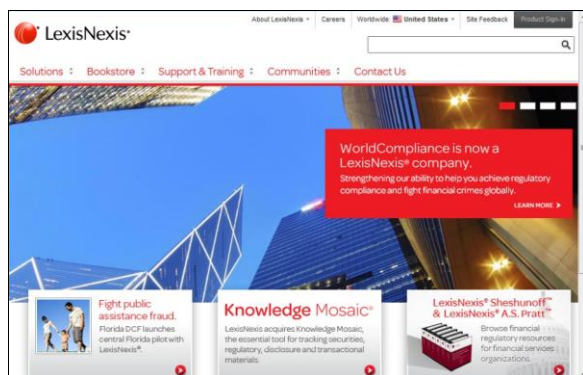 About LexisNexis
Careers
Worldwide: United States
Site Feedback
Product Sign-In
LexisNexis®
Solutions
Bookstore
Support & Training
Communities
Contact Us
WorldCompliance is now a
LexisNexis® company.
Strengthening our ability to help you achieve regulatory
compliance and fight financial crimes globally.
LEARN MORE
Fight public
assistance fraud.
Florida DCF launches
central Florida pilot with
LexisNexis®.
Knowledge Mosaic®
LexisNexis acquires Knowledge Mosaic,
the essential tool for tracking securities,
regulatory, disclosure and transactional
materials.
LexisNexis® Sheshunoff™
& LexisNexis® A.S. Pratt™
Browse financial
regulatory resources
for financial services
organizations.